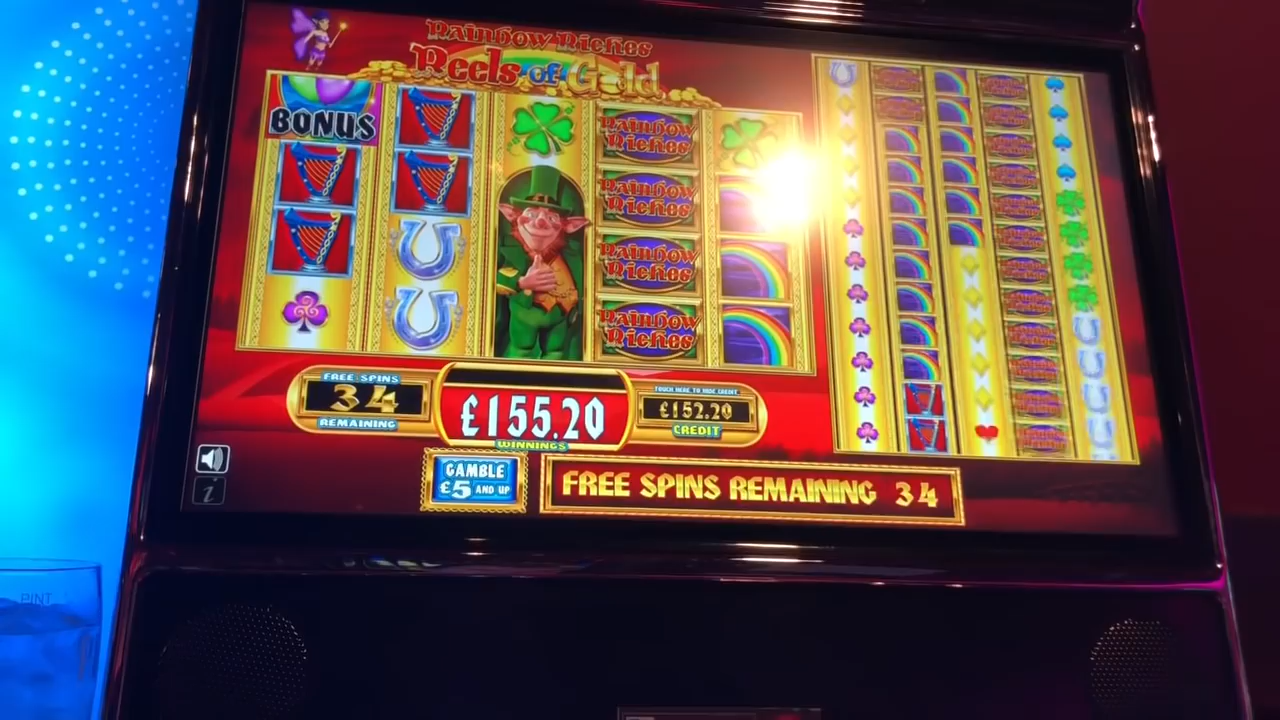 Rainbow Riches
Reels of Gold
BONUS
Rainbow
Riches
Rainbow
Riches
Rainbow
Riches
Rainbow
Riches
FREE SPINS
34
REMAINING
£155.20
WINNINGS
TOUCH HERE TO HIDE CREDIT
£152.20
CREDIT
GAMBLE
£5 AND UP
FREE SPINS REMAINING 34
i
PINT